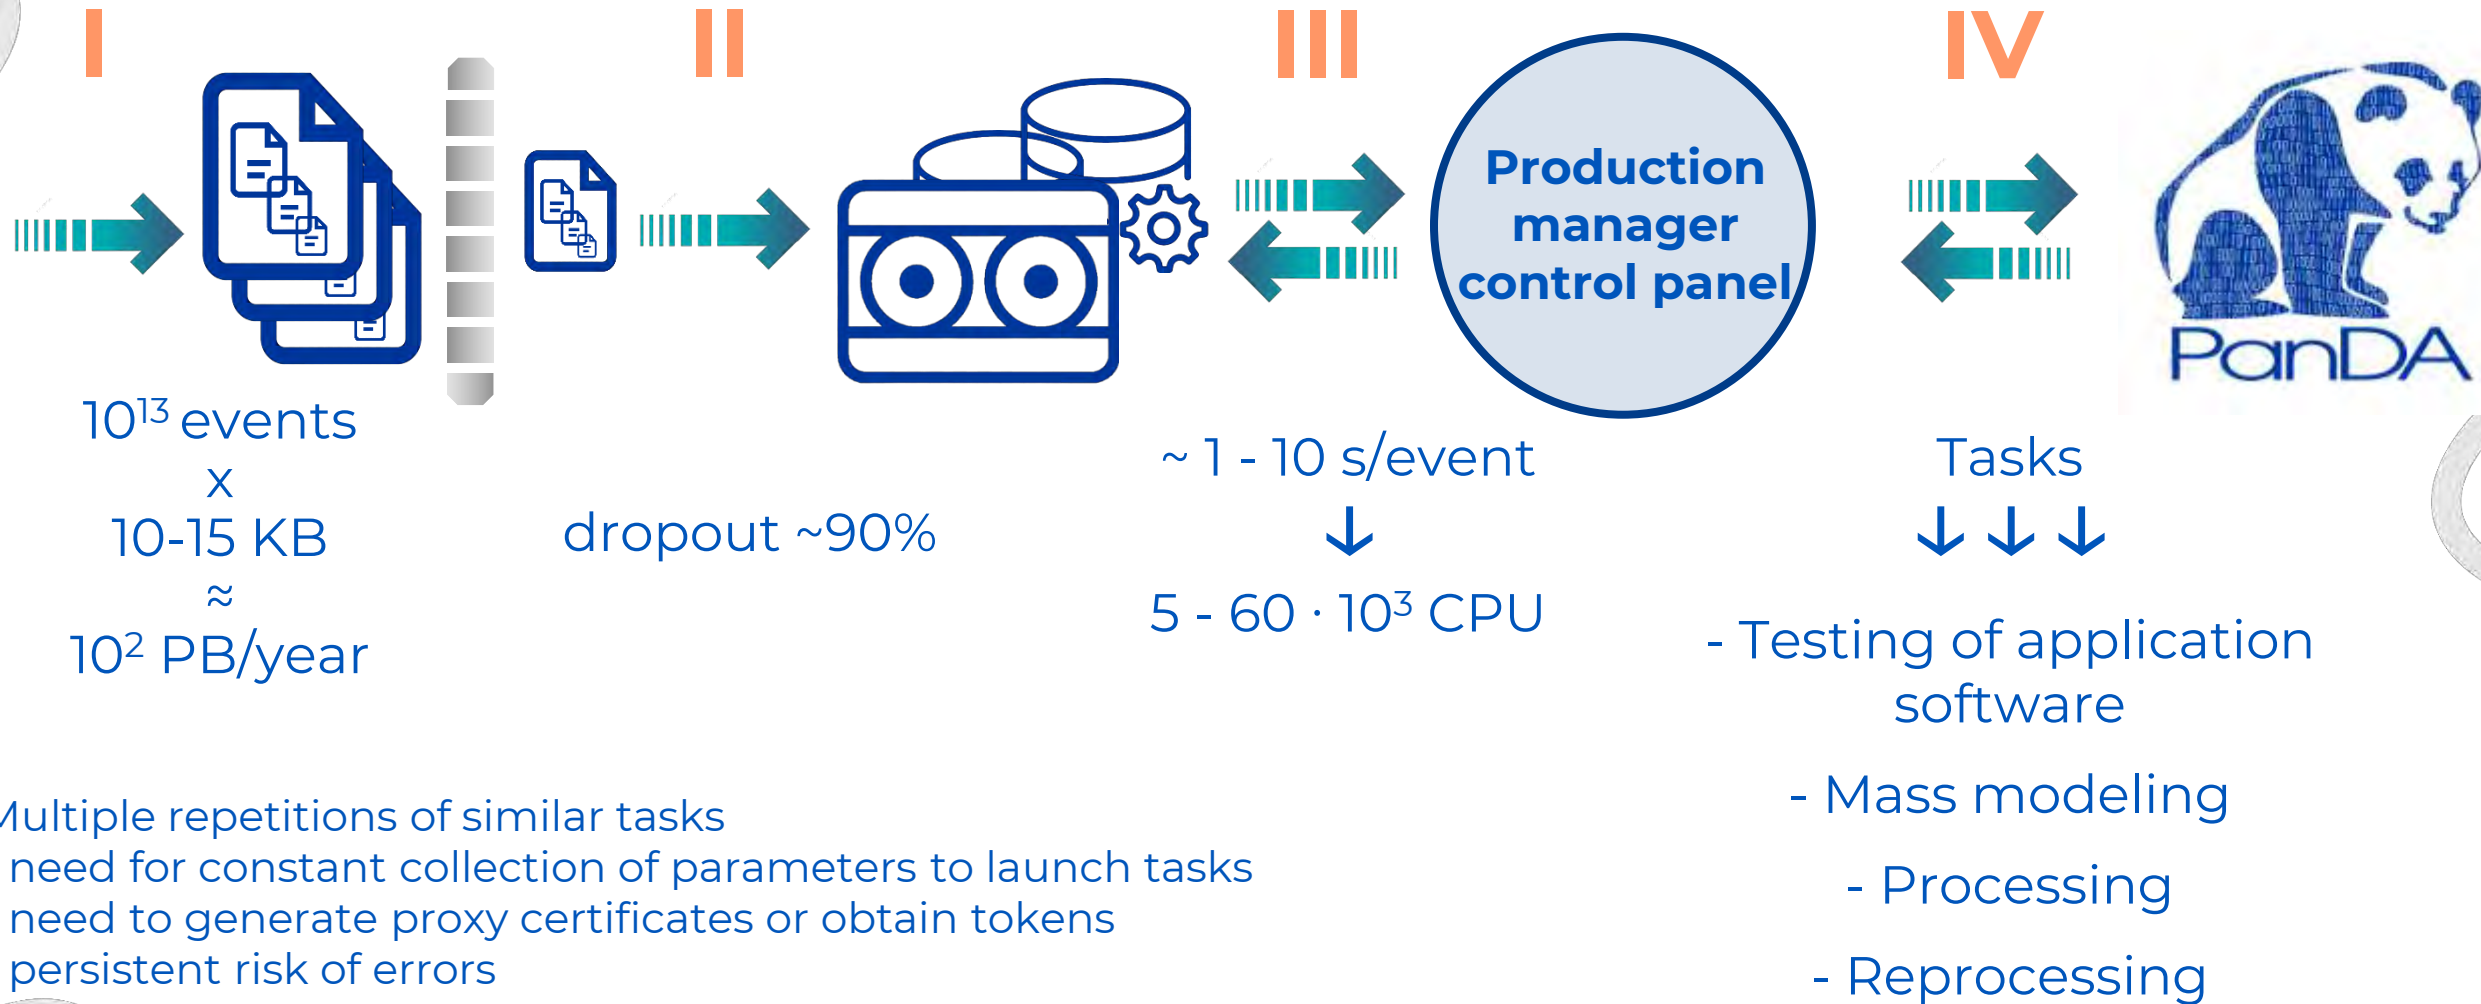 I
II
III
IV
Production
manager
control panel
PanDA
10¹³ events
x
10-15 KB
≈
10² PB/year
dropout ~90%
~ 1 - 10 s/event
↓
5 - 60 · 10³ CPU
Tasks
↓ ↓ ↓
- Testing of application
software
- Mass modeling
- Processing
- Reprocessing
Multiple repetitions of similar tasks
need for constant collection of parameters to launch tasks
need to generate proxy certificates or obtain tokens
persistent risk of errors